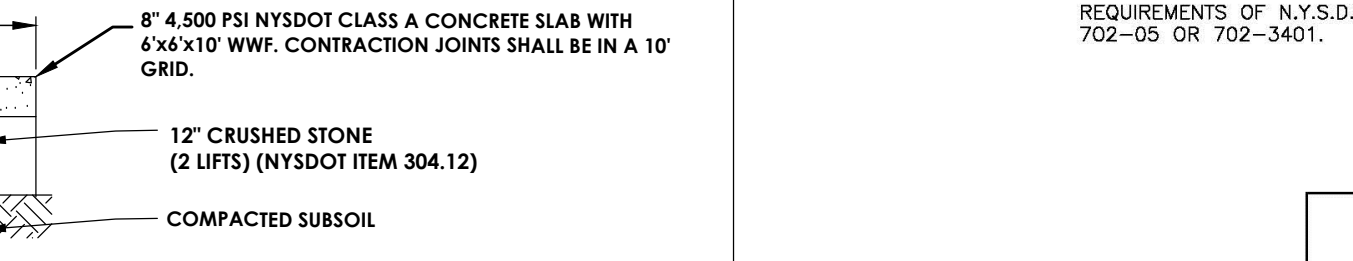 8" 4,500 PSI NYSDOT CLASS A CONCRETE SLAB WITH
6'x6'x10' WWF. CONTRACTION JOINTS SHALL BE IN A 10'
GRID.
12" CRUSHED STONE
(2 LIFTS) (NYSDOT ITEM 304.12)
COMPACTED SUBSOIL
REQUIREMENTS OF N.Y.S.D.
702-05 OR 702-3401.